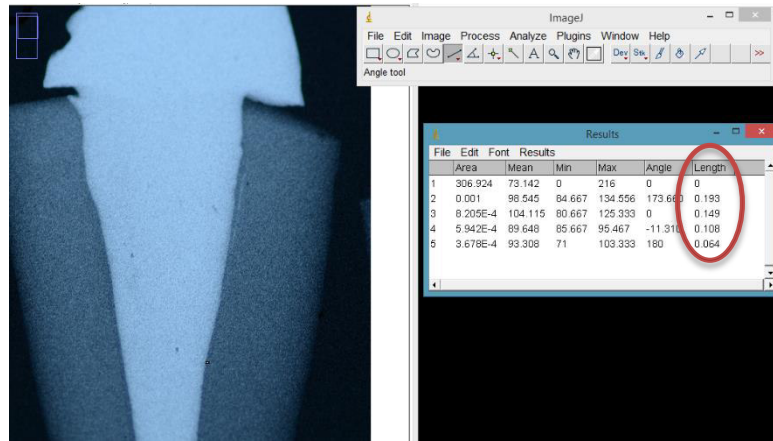 ImageJ
File Edit Image Process Analyze Plugins Window Help
A Dev Stk >>
Angle tool
Results
File Edit Font Results
Area Mean Min Max Angle Length
1 306.924 73.142 0 216 0 0
2 0.001 98.545 84.667 134.556 173.660 0.193
3 8.205E-4 104.115 80.667 125.333 0 0.149
4 5.942E-4 89.648 85.667 95.467 -11.310 0.108
5 3.678E-4 93.308 71 103.333 180 0.064